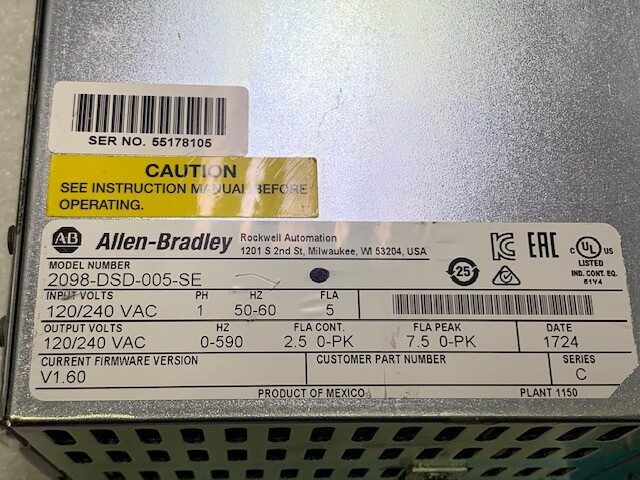 SER NO. 55178105
CAUTION
SEE INSTRUCTION MANUAL BEFORE
OPERATING.
AB Allen-Bradley Rockwell Automation
1201 S 2nd St, Milwaukee, WI 53204, USA
MODEL NUMBER
2098-DSD-005-SE
25
EAC
C UL US
LISTED
IND. CONT. EQ.
51Y4
INPUT VOLTS PH HZ FLA
120/240 VAC 1 50-60 5
OUTPUT VOLTS HZ FLA CONT. FLA PEAK DATE
120/240 VAC 0-590 2.5 0-PK 7.5 0-PK 1724
CURRENT FIRMWARE VERSION CUSTOMER PART NUMBER SERIES
V1.60 C
PRODUCT OF MEXICO PLANT 1150